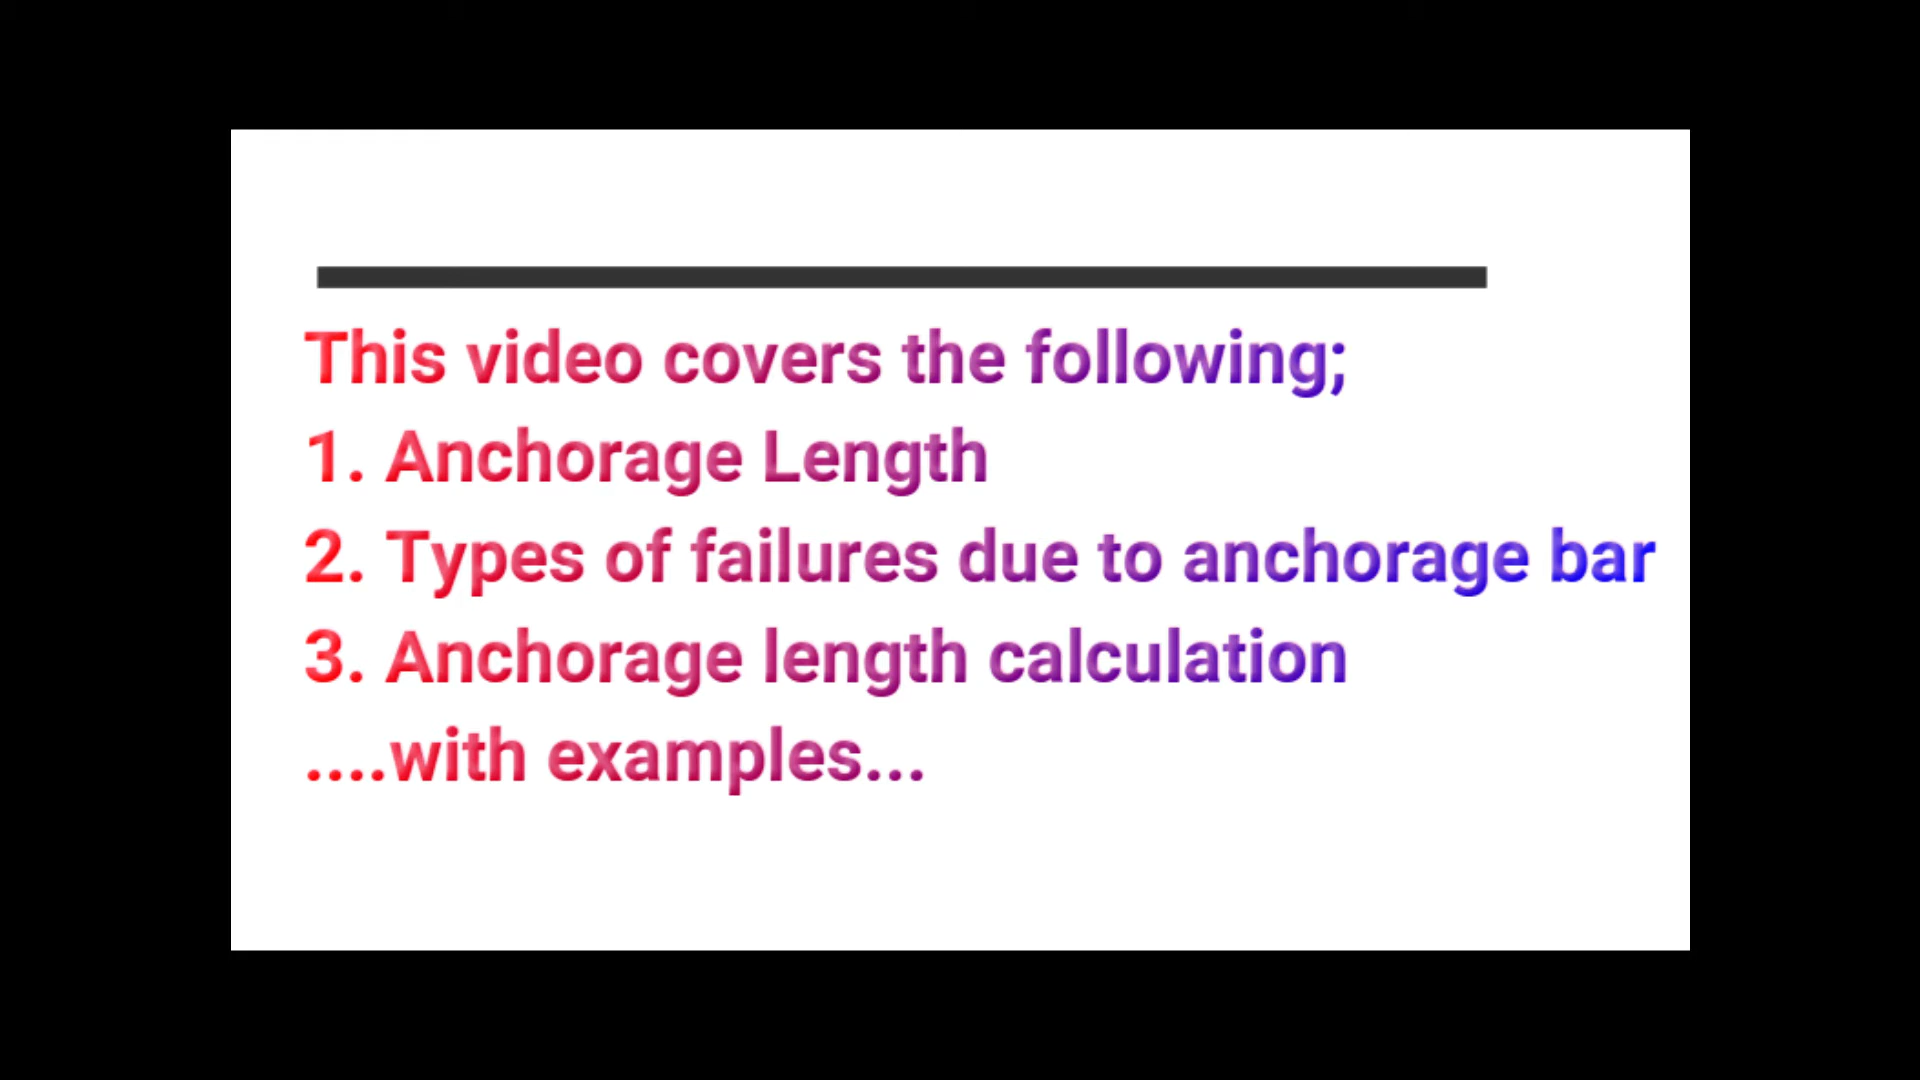 This video covers the following;
1. Anchorage Length
2. Types of failures due to anchorage bar
3. Anchorage length calculation
....with examples...